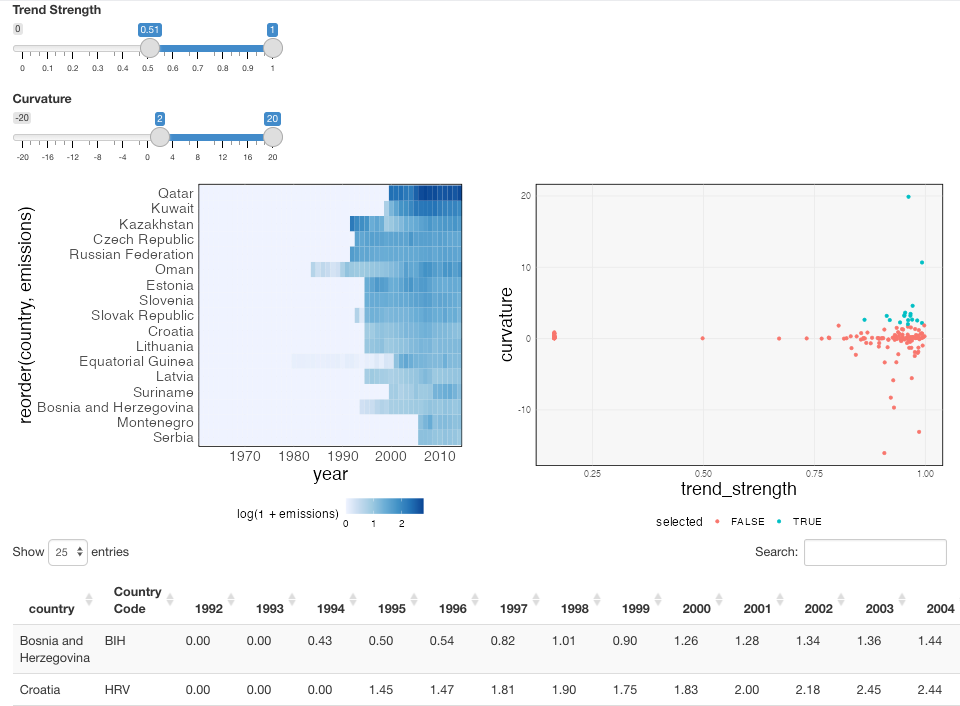 Trend Strength
0 0.51 1
0 0.1 0.2 0.3 0.4 0.5 0.6 0.7 0.8 0.9 1
Curvature
-20 2 20
-20 -16 -12 -8 -4 0 4 8 12 16 20
reorder(country, emissions)
Qatar
Kuwait
Kazakhstan
Czech Republic
Russian Federation
Oman
Estonia
Slovenia
Slovak Republic
Croatia
Lithuania
Equatorial Guinea
Latvia
Suriname
Bosnia and Herzegovina
Montenegro
Serbia
1970 1980 1990 2000 2010
year
log(1 + emissions)
0 1 2
curvature
20
10
0
-10
0.25 0.50 0.75 1.00
trend_strength
selected FALSE TRUE
Show 25 entries
Search:
country Country Code 1992 1993 1994 1995 1996 1997 1998 1999 2000 2001 2002 2003 2004
Bosnia and Herzegovina BIH 0.00 0.00 0.43 0.50 0.54 0.82 1.01 0.90 1.26 1.28 1.34 1.36 1.44
Croatia HRV 0.00 0.00 0.00 1.45 1.47 1.81 1.90 1.75 1.83 2.00 2.18 2.45 2.44